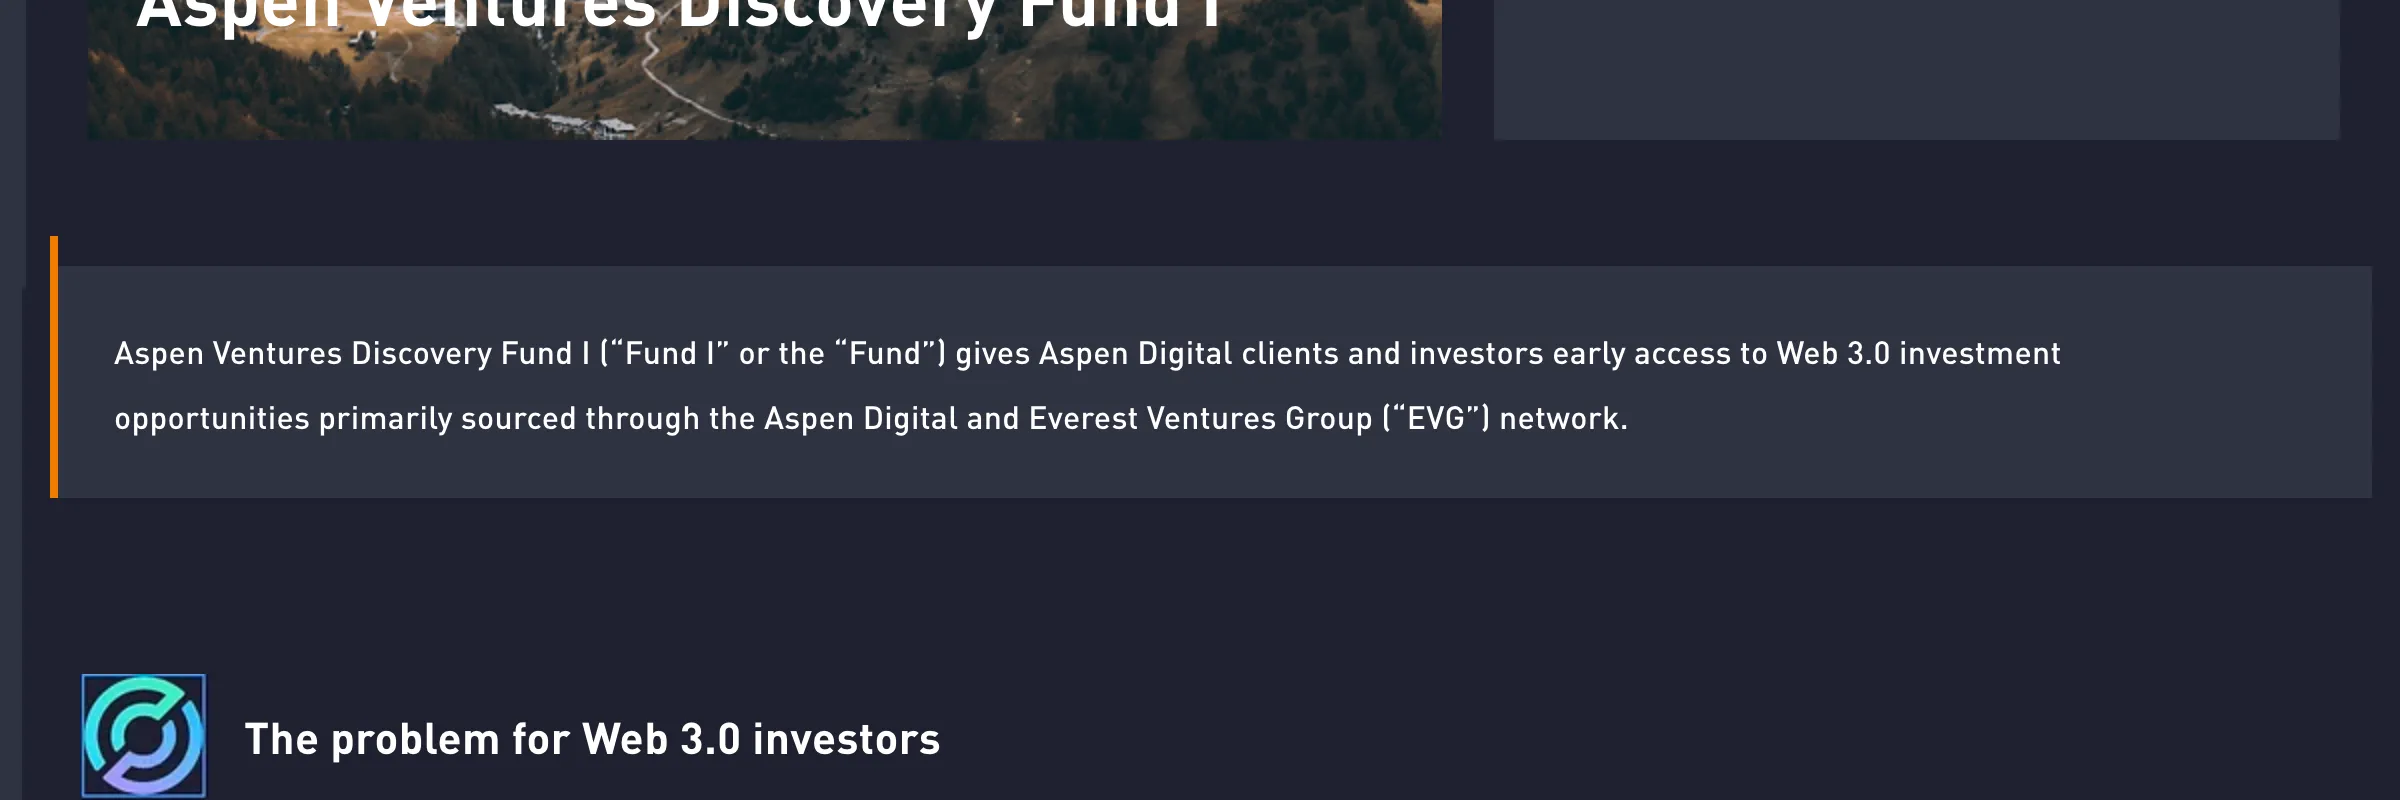 Aspen Ventures Discovery Fund I
Aspen Ventures Discovery Fund I (“Fund I” or the “Fund”) gives Aspen Digital clients and investors early access to Web 3.0 investment
opportunities primarily sourced through the Aspen Digital and Everest Ventures Group (“EVG”) network.
The problem for Web 3.0 investors